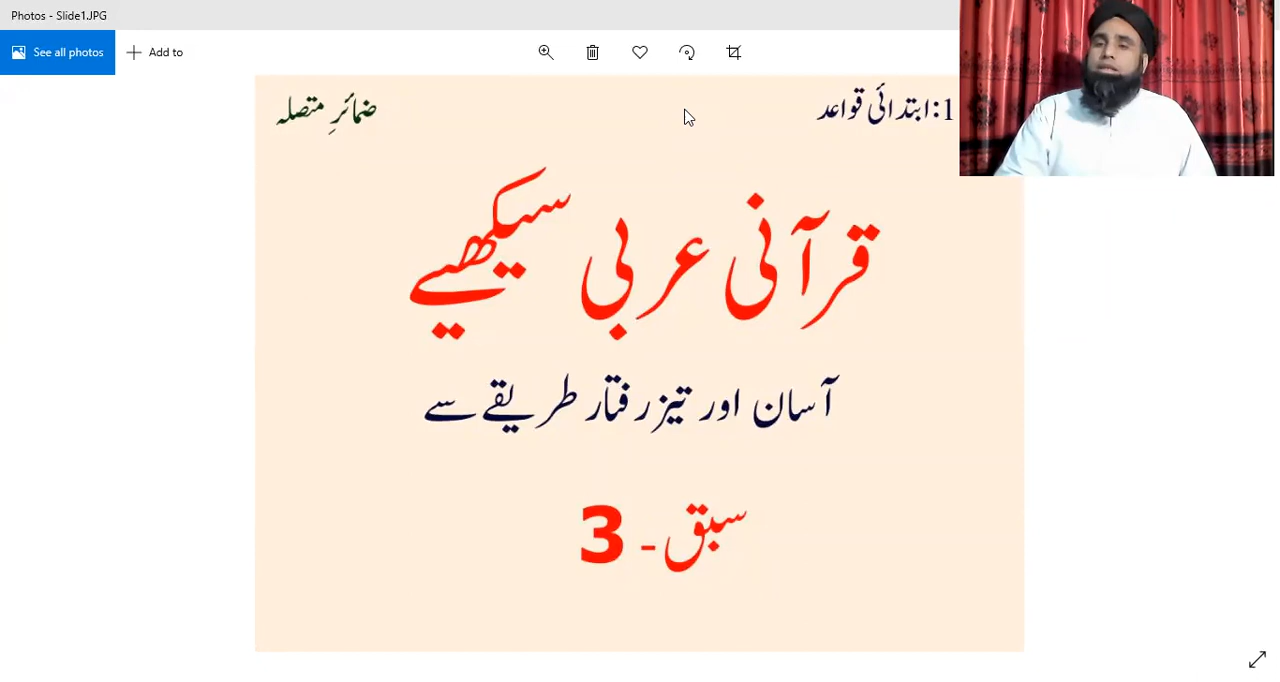 Photos - Slide1.JPG
See all photos
Add to
1: ابتدائی قواعد
ضمائرِ متصلہ
قرآنی عربی سیکھیے
آسان اور تیز رفتار طریقے سے
سبق - 3